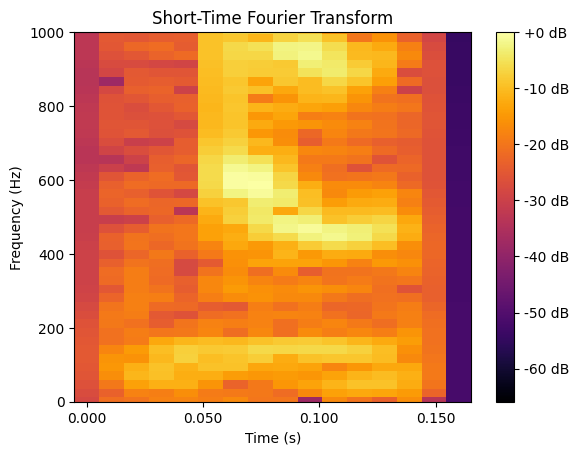 Short-Time Fourier Transform
Frequency (Hz)
1000
800
600
400
200
0
0.000
0.050
0.100
0.150
Time (s)
+0 dB
-10 dB
-20 dB
-30 dB
-40 dB
-50 dB
-60 dB